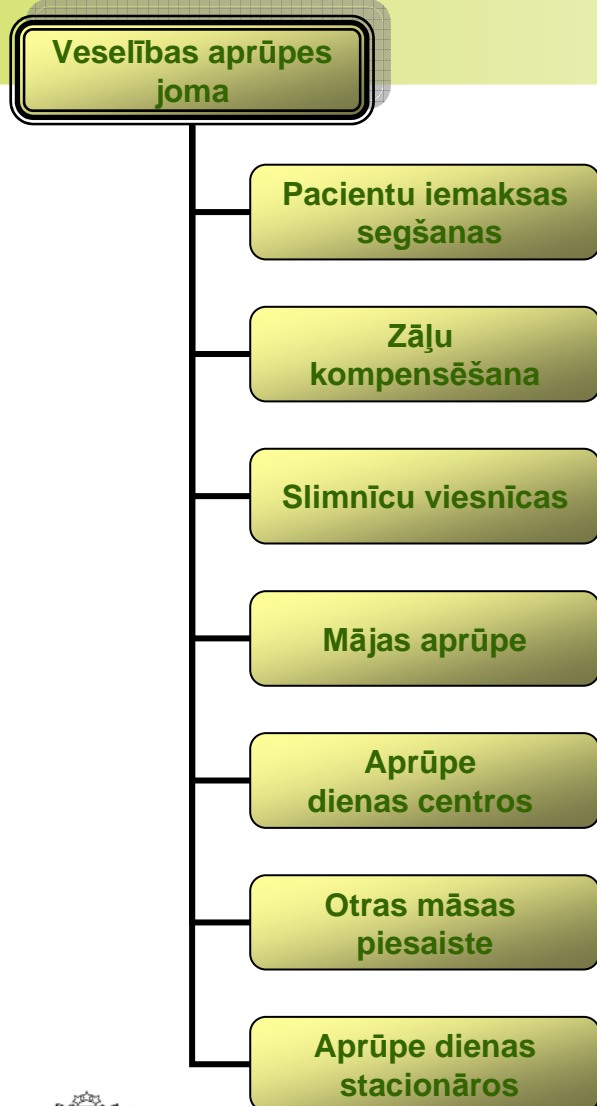 Veselības aprūpes
joma
Pacientu iemaksas
segšanas
Zāļu
kompensēšana
Slimnīcu viesnīcas
Mājas aprūpe
Aprūpe
dienas centros
Otras māsas
piesaiste
Aprūpe dienas
stacionāros